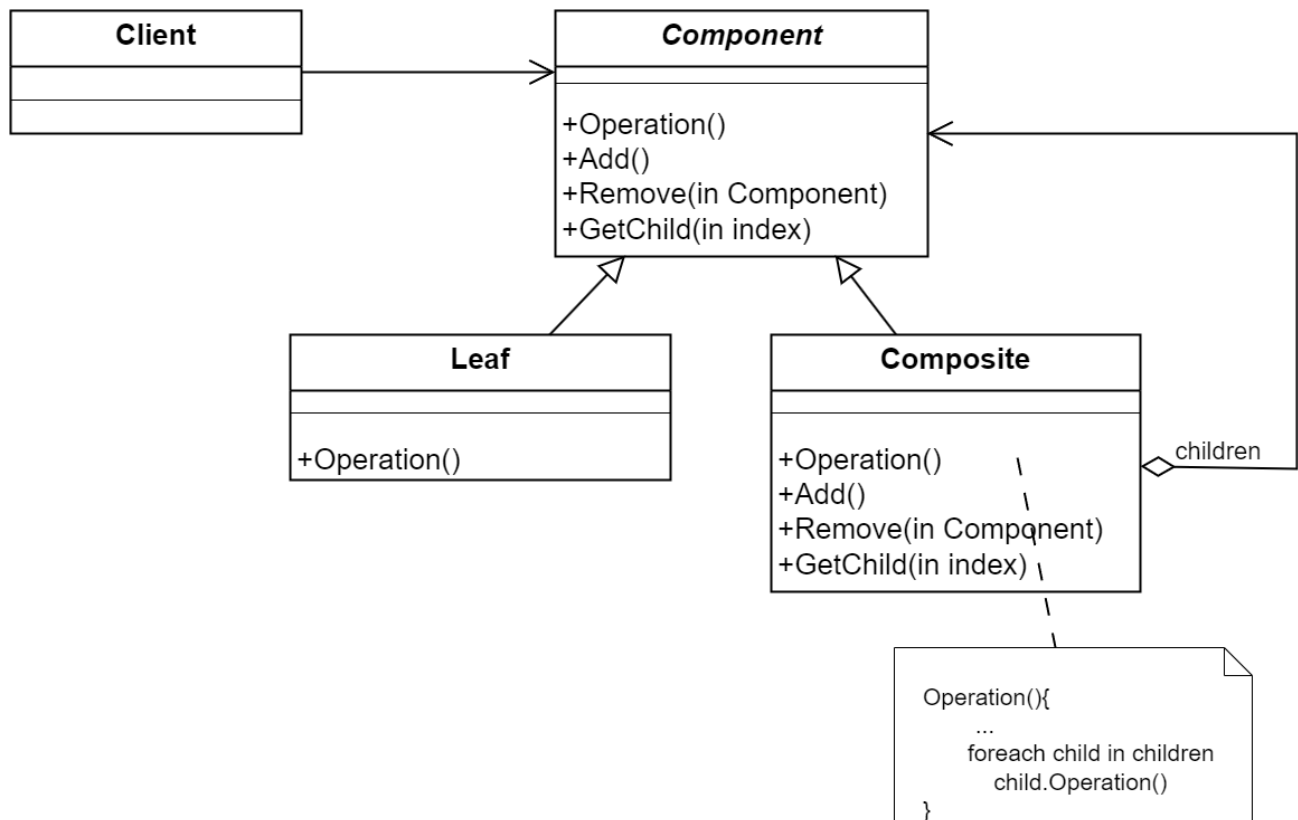 Client
Component
+Operation()
+Add()
+Remove(in Component)
+GetChild(in index)
Leaf
+Operation()
Composite
+Operation()
+Add()
+Remove(in Component)
+GetChild(in index)
children
Operation(){
...
foreach child in children
child.Operation()
}